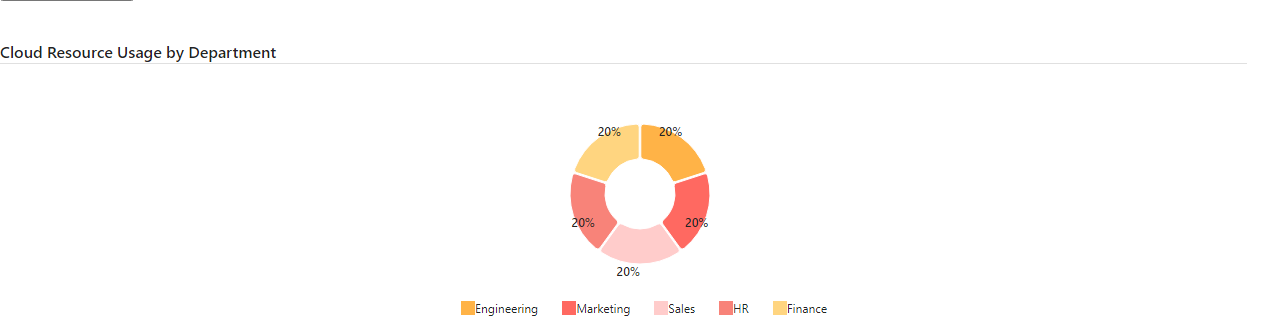 Cloud Resource Usage by Department
20% 20%
20% 20%
20%
Engineering Marketing Sales HR Finance